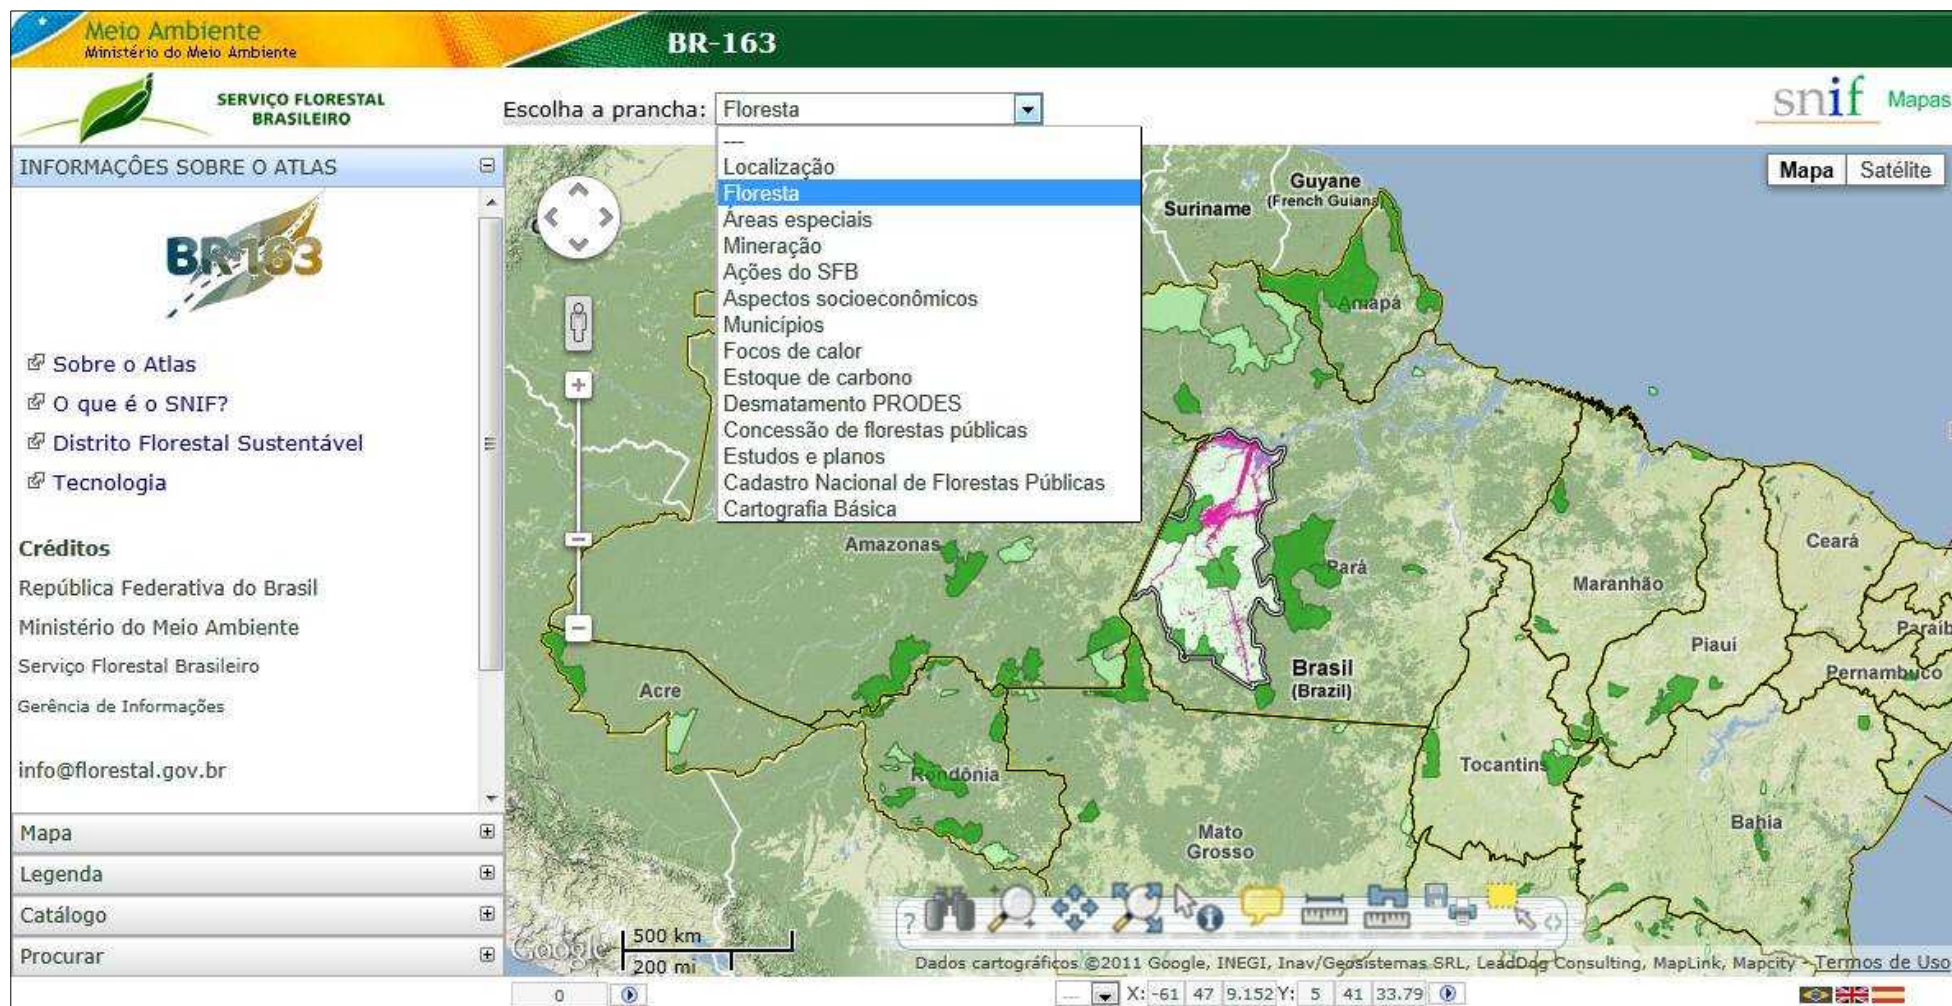 Meio Ambiente
Ministério do Meio Ambiente
BR-163
SERVIÇO FLORESTAL
BRASILEIRO
Escolha a prancha: Floresta
snif Mapas
---
Localização
Floresta
Áreas especiais
Mineração
Ações do SFB
Aspectos socioeconômicos
Municípios
Focos de calor
Estoque de carbono
Desmatamento PRODES
Concessão de florestas públicas
Estudos e planos
Cadastro Nacional de Florestas Públicas
Cartografia Básica
INFORMAÇÔES SOBRE O ATLAS
BR-163
Sobre o Atlas
O que é o SNIF?
Distrito Florestal Sustentável
Tecnologia
Créditos
República Federativa do Brasil
Ministério do Meio Ambiente
Serviço Florestal Brasileiro
Gerência de Informações
info@florestal.gov.br
Mapa
Legenda
Catálogo
Procurar
Mapa Satélite
Suriname
Guyane
(French Guiana)
Amapá
Amazonas
Pará
Maranhão
Ceará
Piauí
Paraíb
Pernambuco
Acre
Brasil
(Brazil)
Rondônia
Tocantins
Mato
Grosso
Bahia
?
Google
500 km
200 mi
Dados cartográficos ©2011 Google, INEGI, Inav/Geosistemas SRL, LeadDog Consulting, MapLink, Mapcity - Termos de Uso
0
--- X: -61 47 9.152 Y: 5 41 33.79